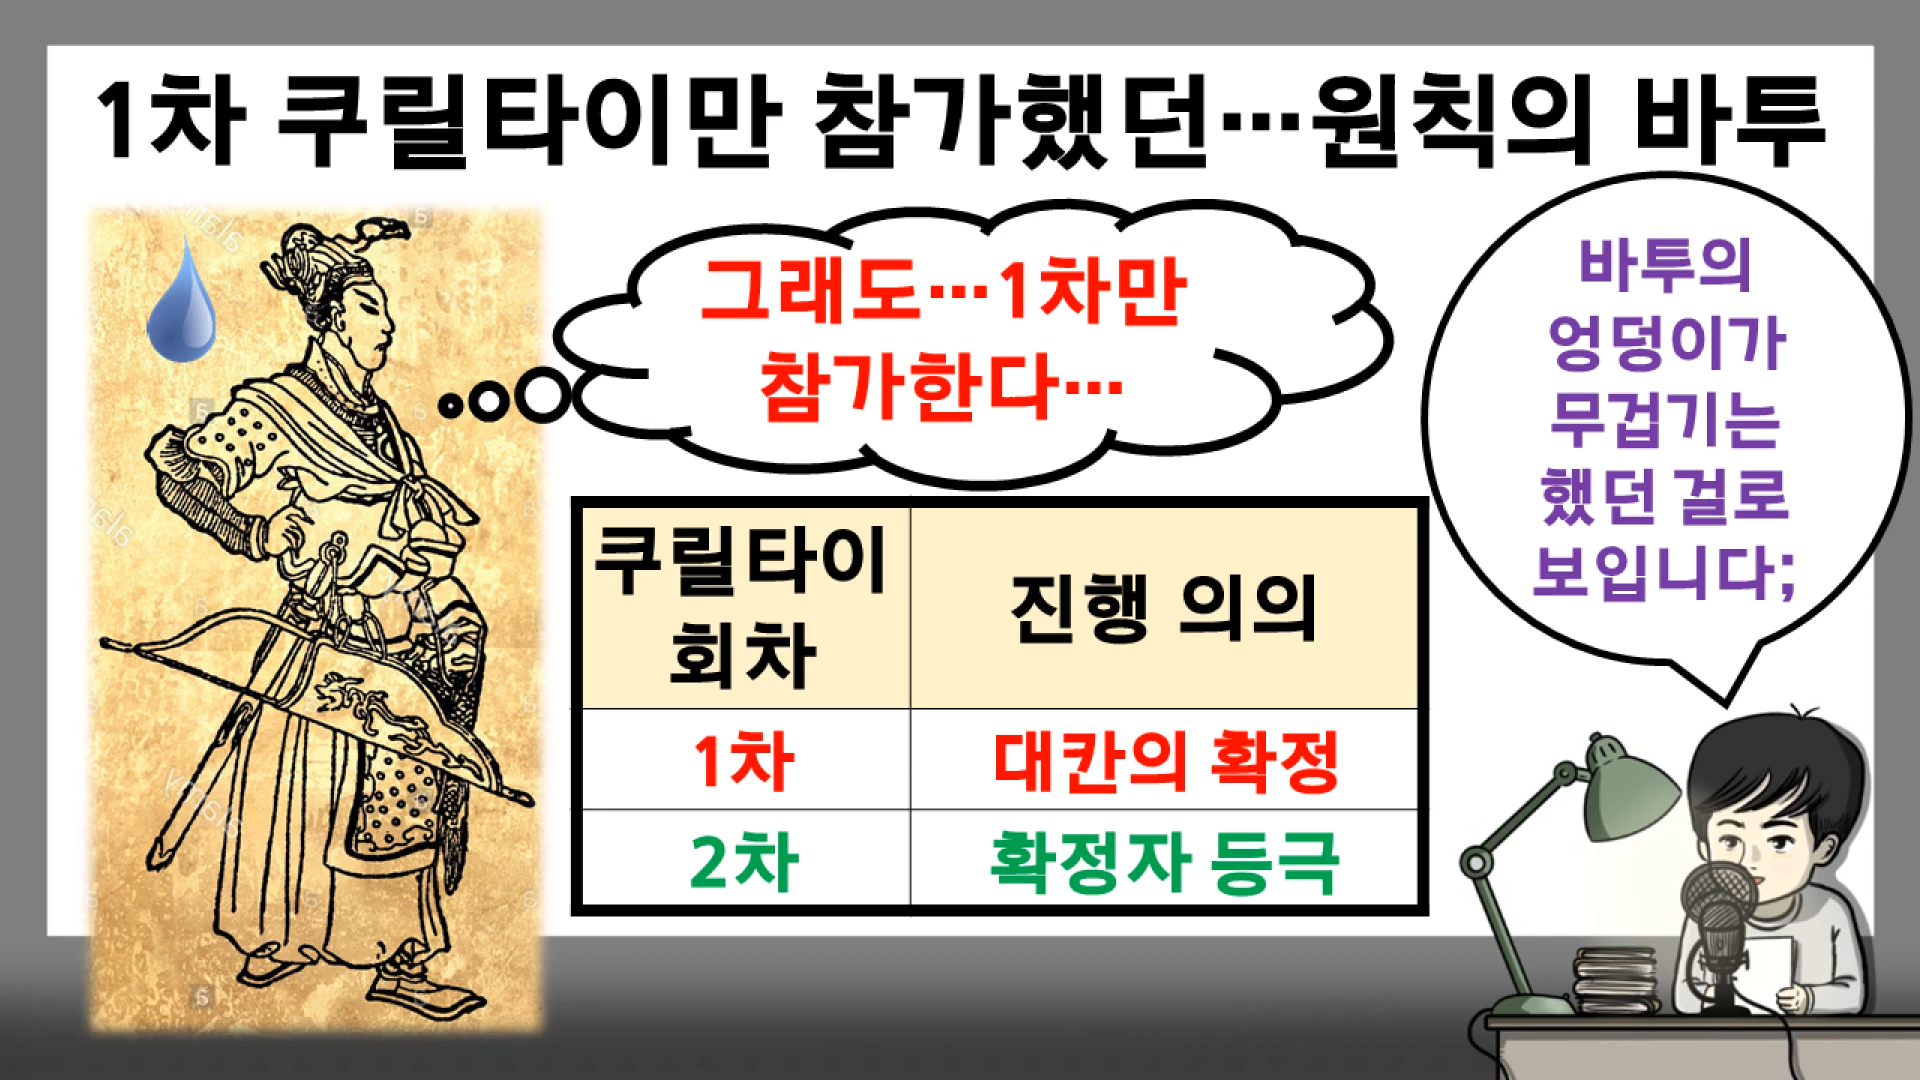 1차 쿠릴타이만 참가했던…원칙의 바투
그래도…1차만
참가한다…
바투의
엉덩이가
무겁기는
했던 걸로
보입니다;
쿠릴타이
회차
진행 의의
1차
대칸의 확정
2차
확정자 등극